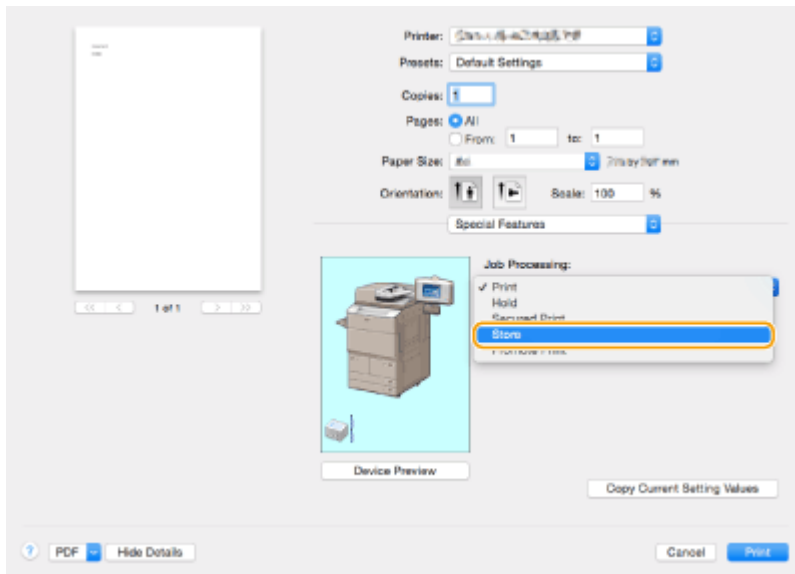 Printer:
Presets: Default Settings
Copies: 1
Pages: All
From: 1 to: 1
Paper Size:
Orientation: Scale: 100 %
Special Features
Job Processing:
✓ Print
Hold
Secured Print
Store
Promote Print
<< < 1 of 1 > >>
Device Preview
Copy Current Setting Values
? PDF Hide Details Cancel Print